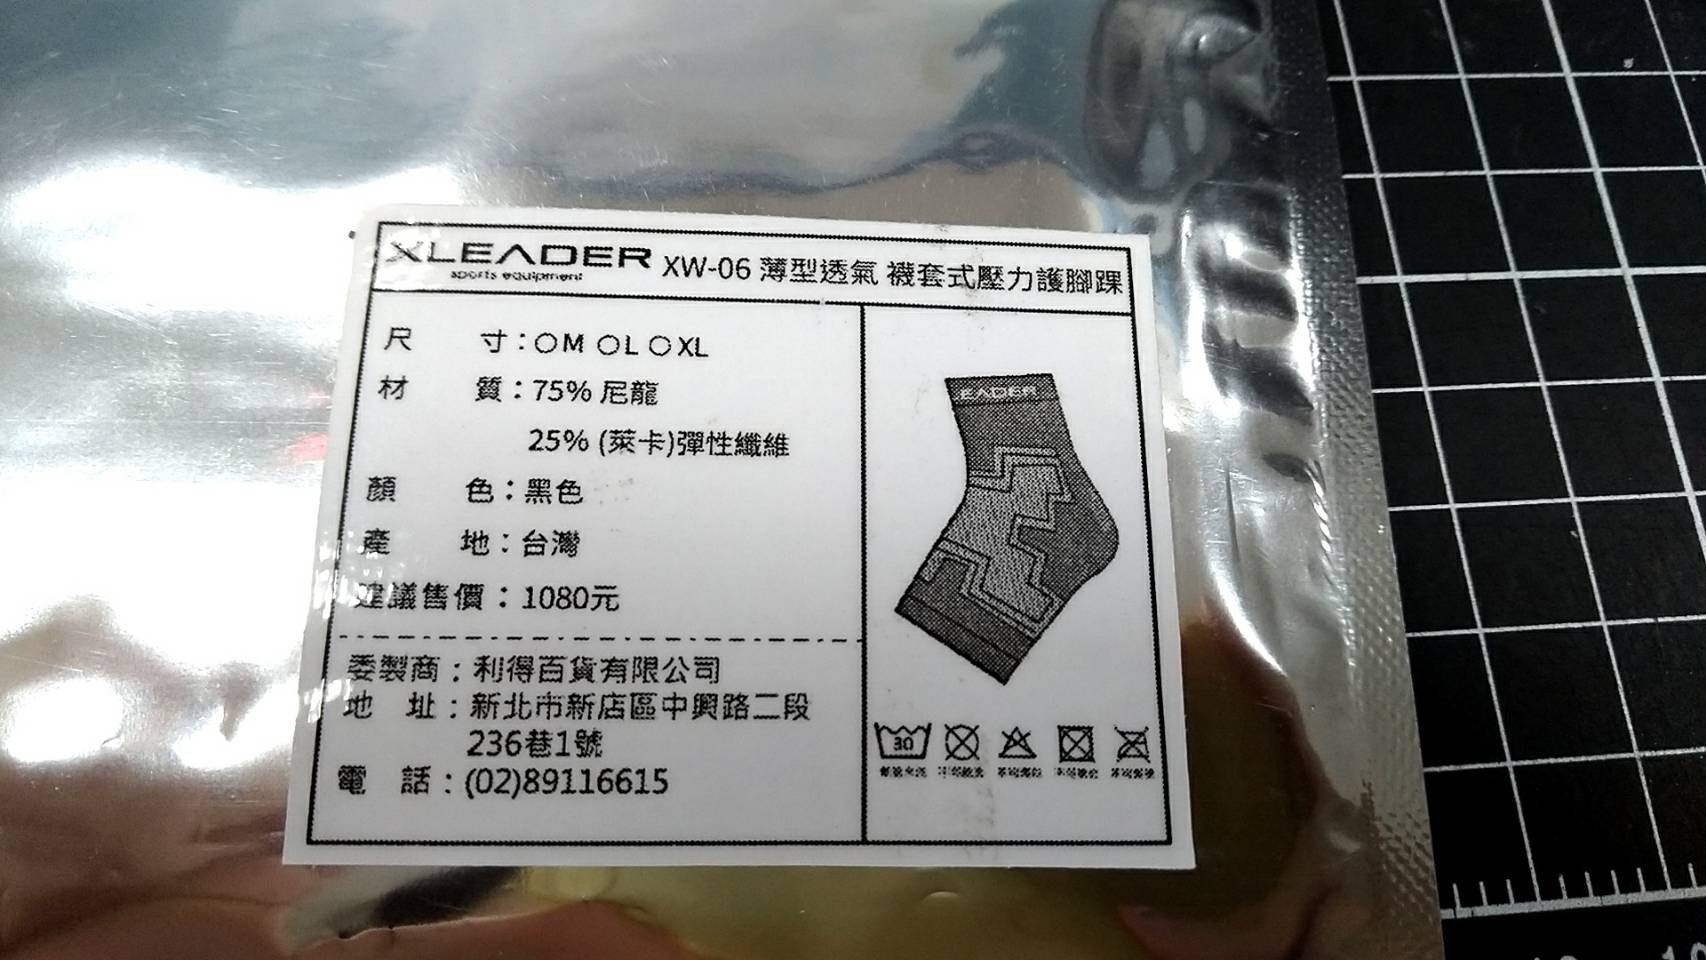 XLEADER
sports equipment
XW-06 薄型透氣 襪套式壓力護腳踝
尺 寸：○M ○L ○XL
材 質：75% 尼龍
25% (萊卡)彈性纖維
顏 色：黑色
產 地：台灣
建議售價：1080元
委製商：利得百貨有限公司
地 址：新北市新店區中興路二段
236巷1號
電 話：(02)89116615
LEADER
30